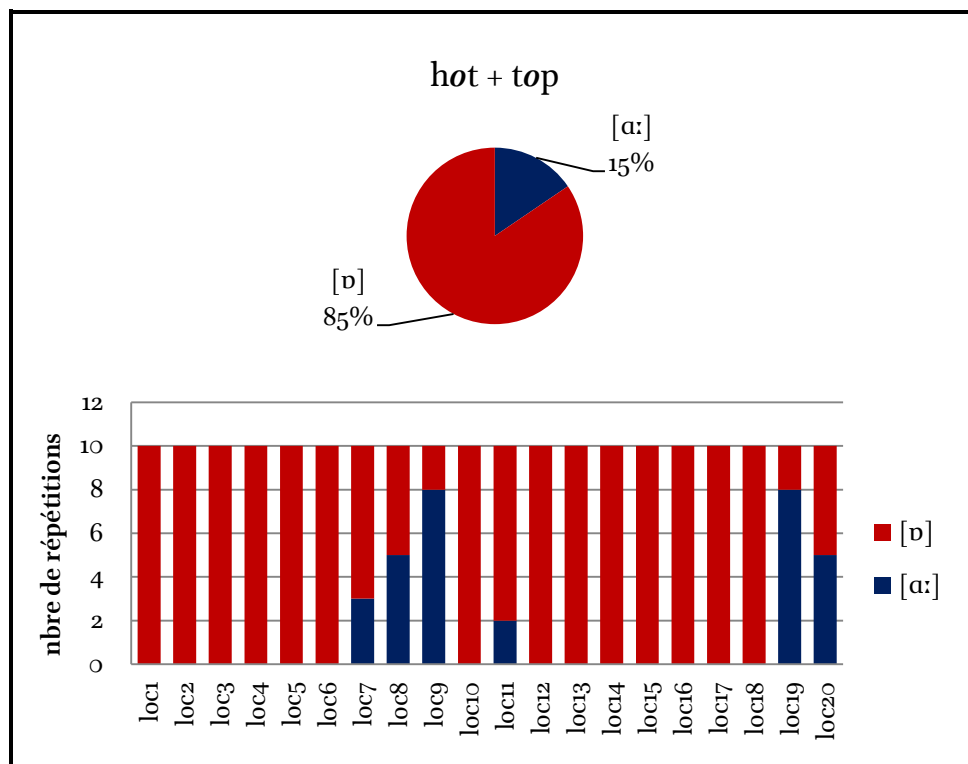 hot + top
[ɑː]
15%
[ɒ]
85%
nbre de répétitions
12
10
8
6
4
2
0
loc1 loc2 loc3 loc4 loc5 loc6 loc7 loc8 loc9 loc10 loc11 loc12 loc13 loc14 loc15 loc16 loc17 loc18 loc19 loc20
[ɒ]
[ɑː]